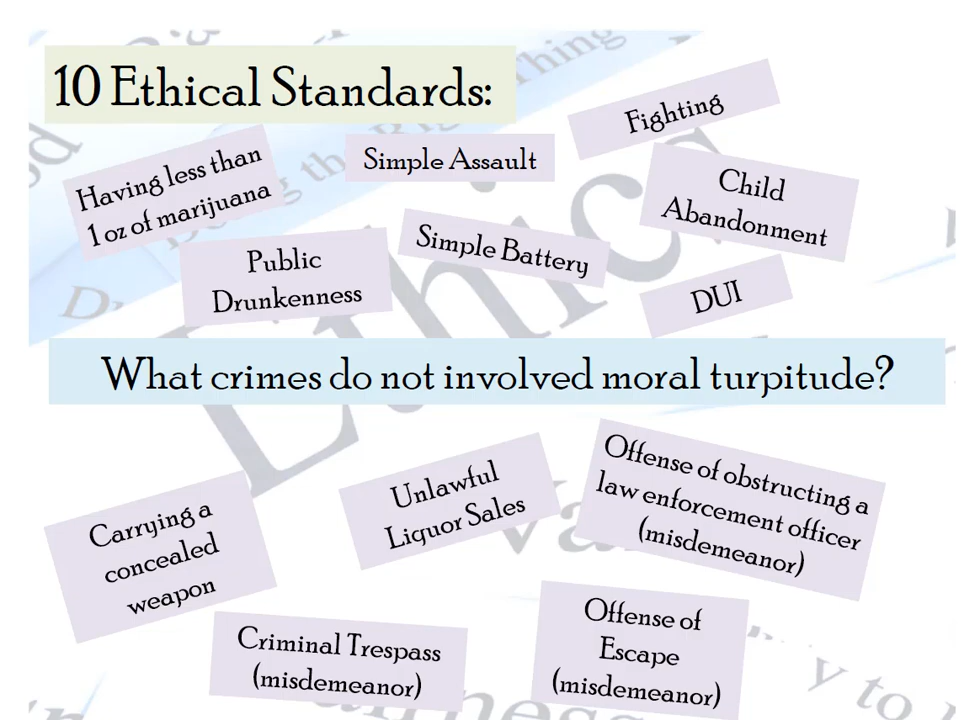 10 Ethical Standards:
Fighting
Having less than
1 oz of marijuana
Simple Assault
Child
Abandonment
Public
Drunkenness
Simple Battery
DUI
What crimes do not involved moral turpitude?
Carrying a
concealed
weapon
Unlawful
Liquor Sales
Offense of obstructing a
law enforcement officer
(misdemeanor)
Criminal Trespass
(misdemeanor)
Offense of
Escape
(misdemeanor)
Ethics